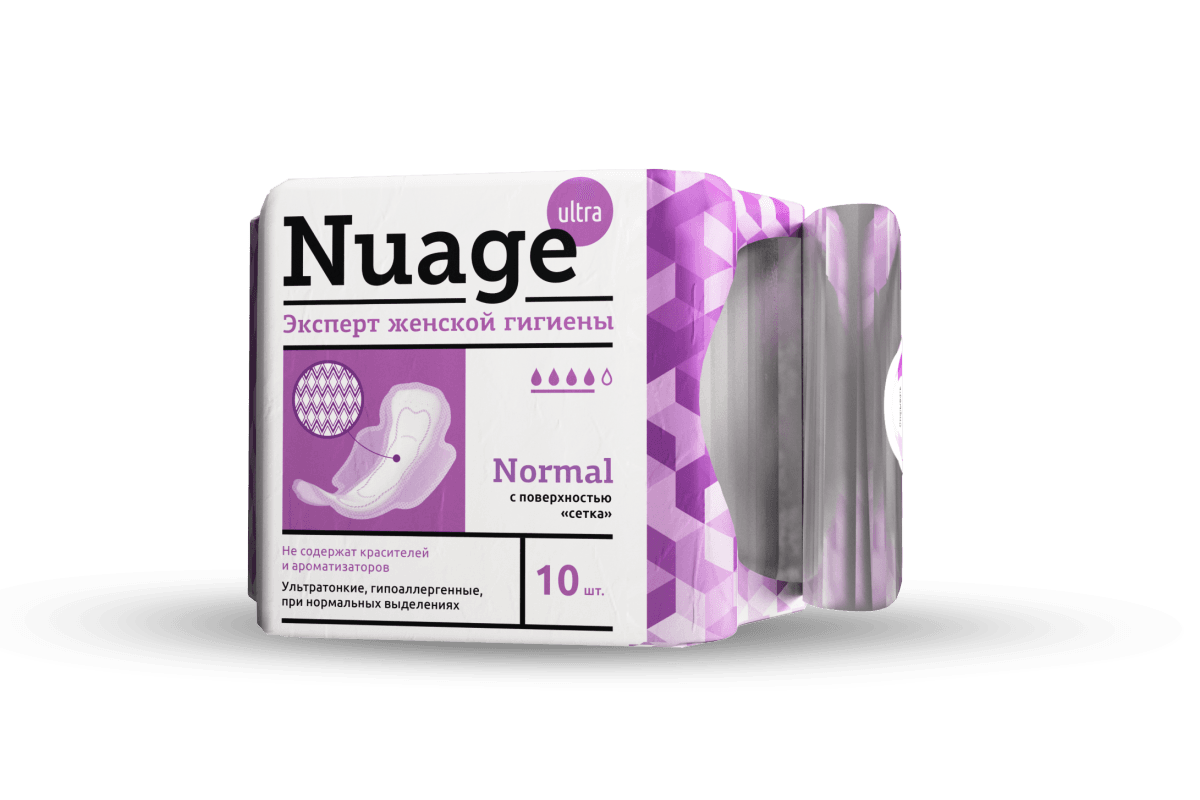 ultra
Nuage
Эксперт женской гигиены
Normal
с поверхностью
«сетка»
Не содержат красителей
и ароматизаторов
Ультратонкие, гипоаллергенные,
при нормальных выделениях
10 шт.